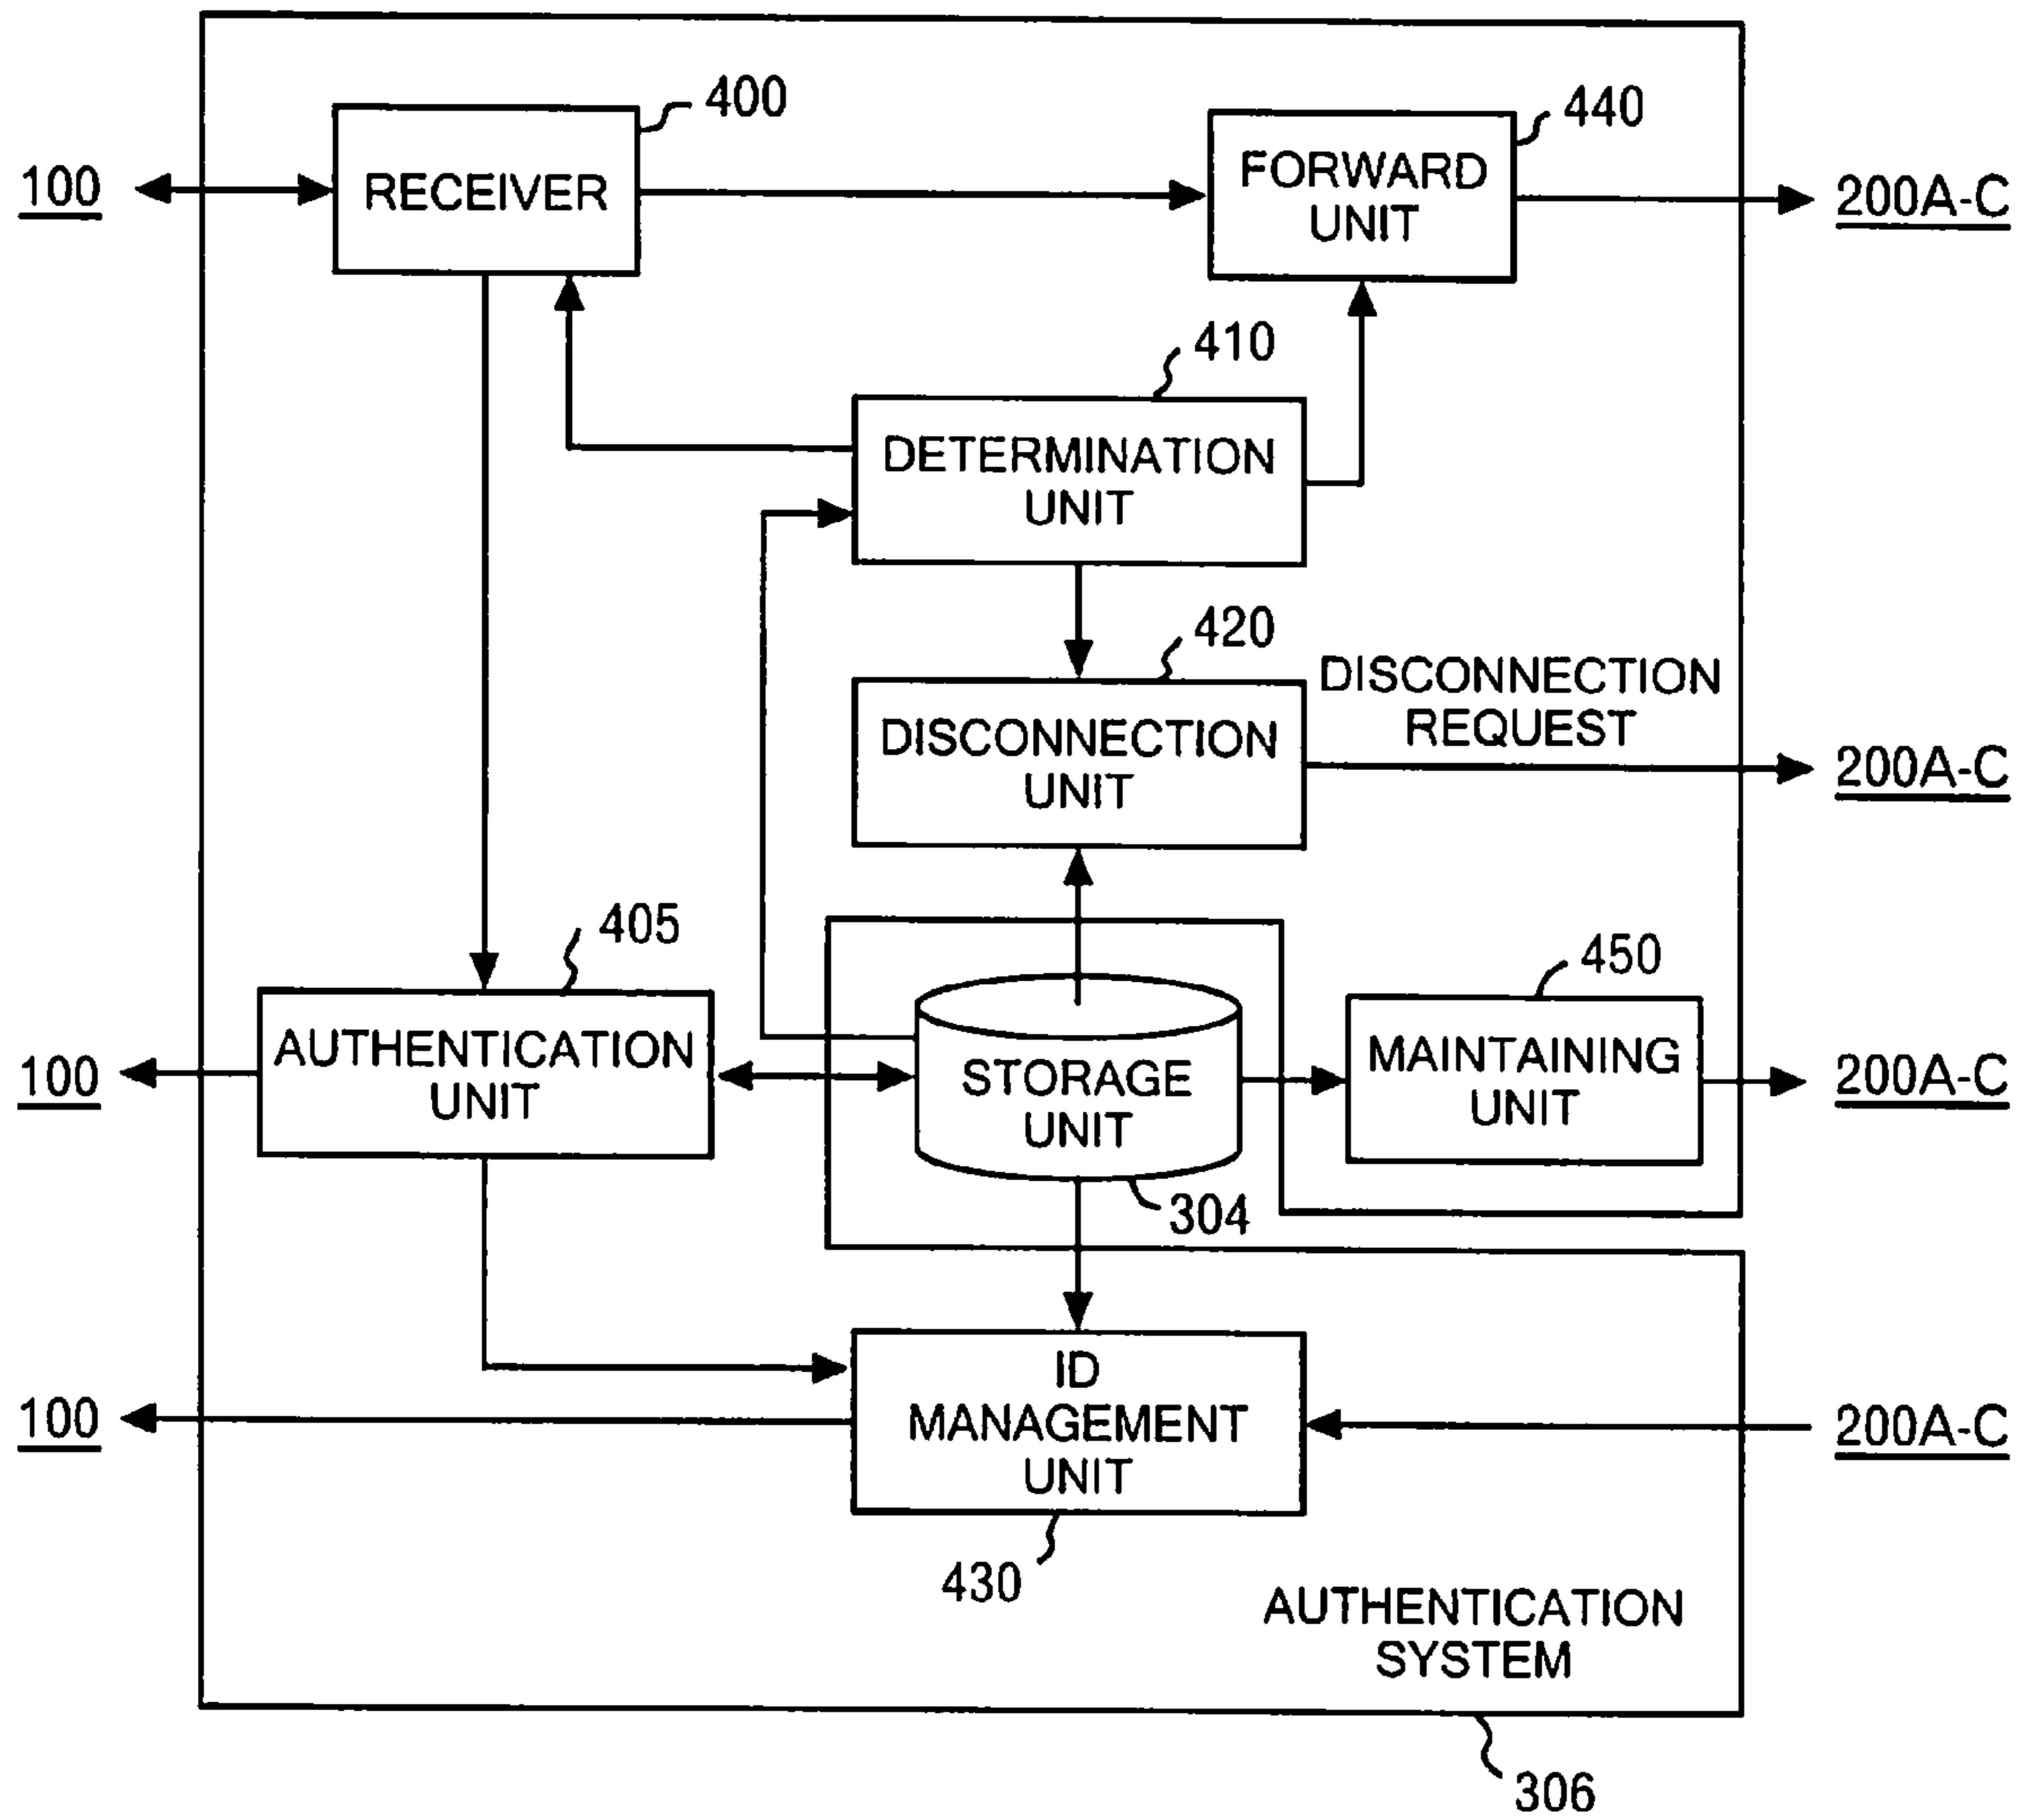 400
440
100
RECEIVER
FORWARD
UNIT
200A-C
410
DETERMINATION
UNIT
420
DISCONNECTION
REQUEST
DISCONNECTION
UNIT
200A-C
405
450
100
AUTHENTICATION
UNIT
STORAGE
UNIT
MAINTAINING
UNIT
200A-C
304
100
ID
MANAGEMENT
UNIT
200A-C
430
AUTHENTICATION
SYSTEM
306